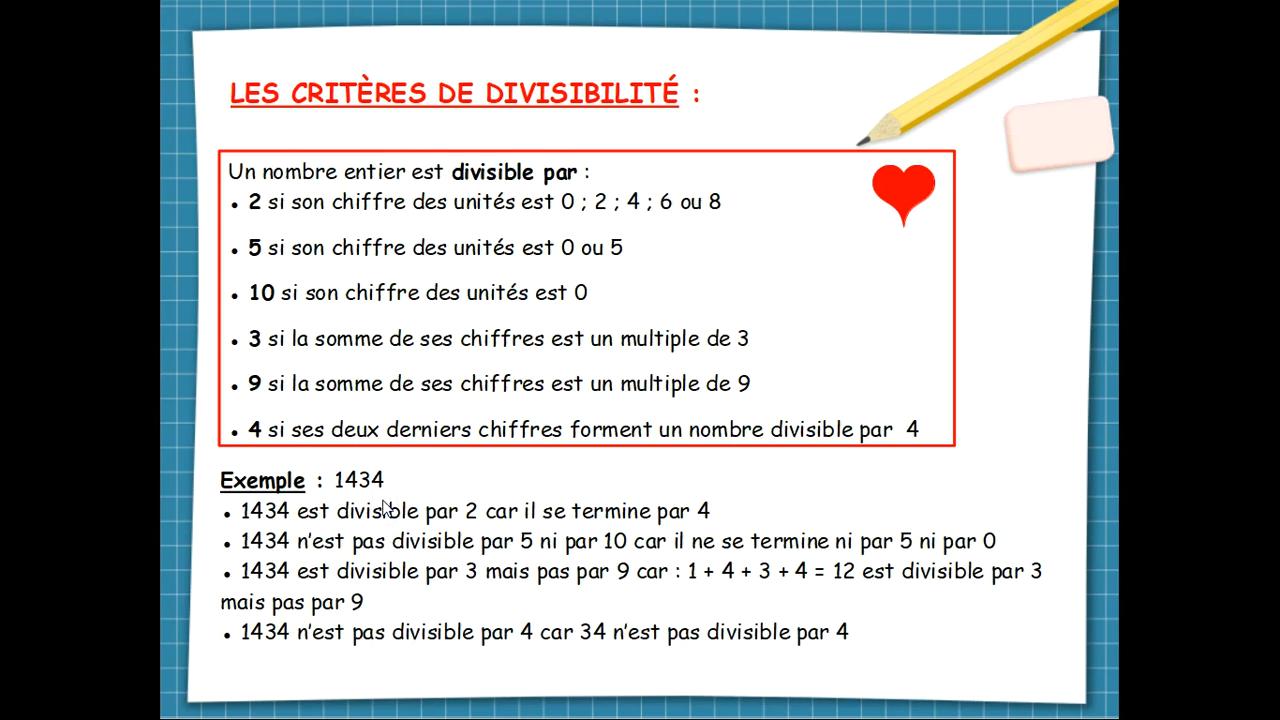 LES CRITÈRES DE DIVISIBILITÉ :
Un nombre entier est divisible par :
• 2 si son chiffre des unités est 0 ; 2 ; 4 ; 6 ou 8
• 5 si son chiffre des unités est 0 ou 5
• 10 si son chiffre des unités est 0
• 3 si la somme de ses chiffres est un multiple de 3
• 9 si la somme de ses chiffres est un multiple de 9
• 4 si ses deux derniers chiffres forment un nombre divisible par 4
Exemple : 1434
• 1434 est divisible par 2 car il se termine par 4
• 1434 n'est pas divisible par 5 ni par 10 car il ne se termine ni par 5 ni par 0
• 1434 est divisible par 3 mais pas par 9 car : 1 + 4 + 3 + 4 = 12 est divisible par 3
mais pas par 9
• 1434 n'est pas divisible par 4 car 34 n'est pas divisible par 4